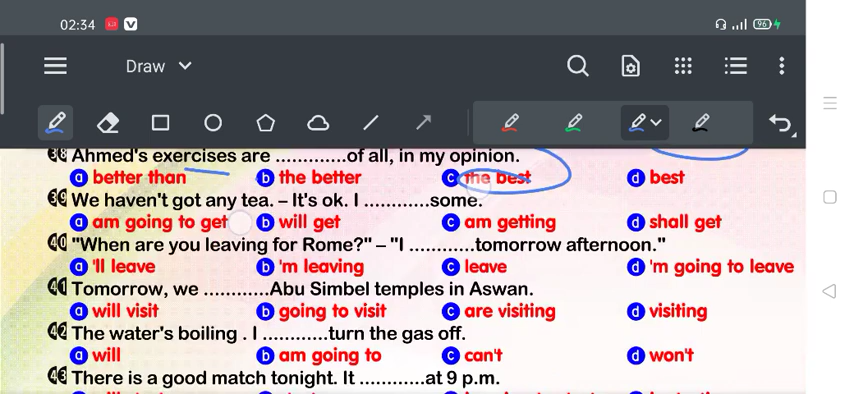 02:34
96
Draw
38 Ahmed's exercises are .............of all, in my opinion.
a better than b the better c the best d best
39 We haven't got any tea. – It's ok. I ............some.
a am going to get b will get c am getting d shall get
40 "When are you leaving for Rome?" – "I ............tomorrow afternoon."
a 'll leave b 'm leaving c leave d 'm going to leave
41 Tomorrow, we ............Abu Simbel temples in Aswan.
a will visit b going to visit c are visiting d visiting
42 The water's boiling . I ............turn the gas off.
a will b am going to c can't d won't
43 There is a good match tonight. It ............at 9 p.m.